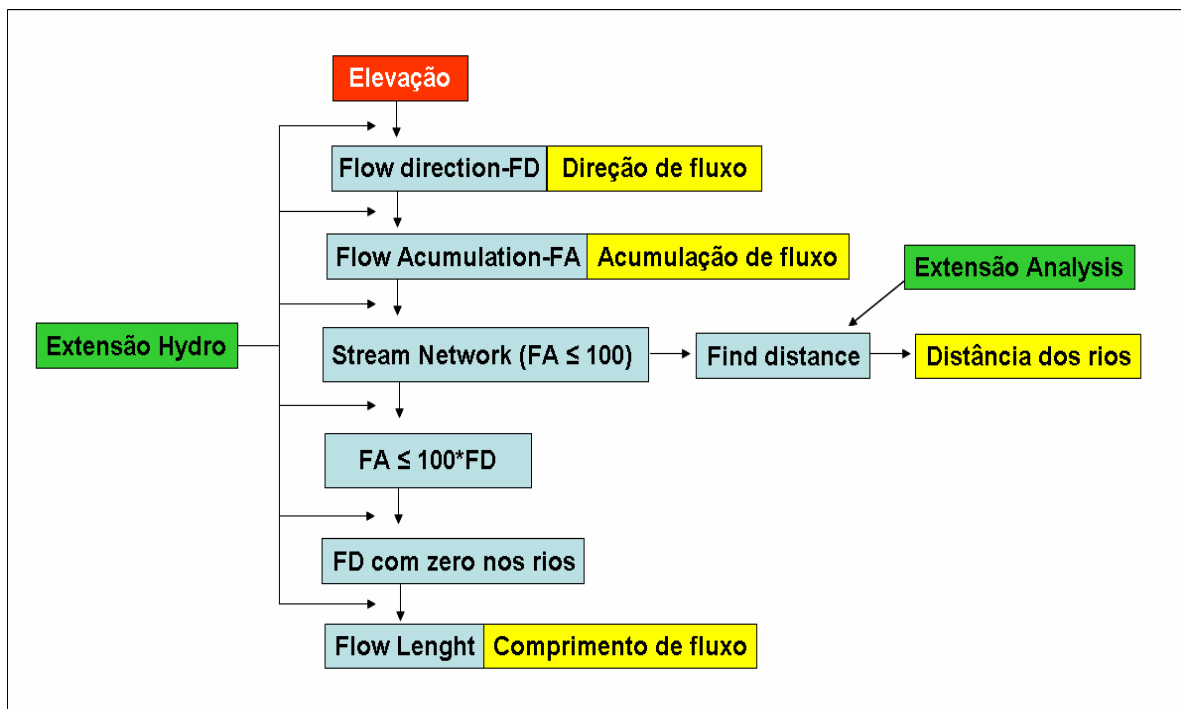 Elevação
Flow direction-FD Direção de fluxo
Flow Acumulation-FA Acumulação de fluxo
Extensão Analysis
Extensão Hydro
Stream Network (FA ≤ 100)
Find distance
Distância dos rios
FA ≤ 100*FD
FD com zero nos rios
Flow Lenght Comprimento de fluxo